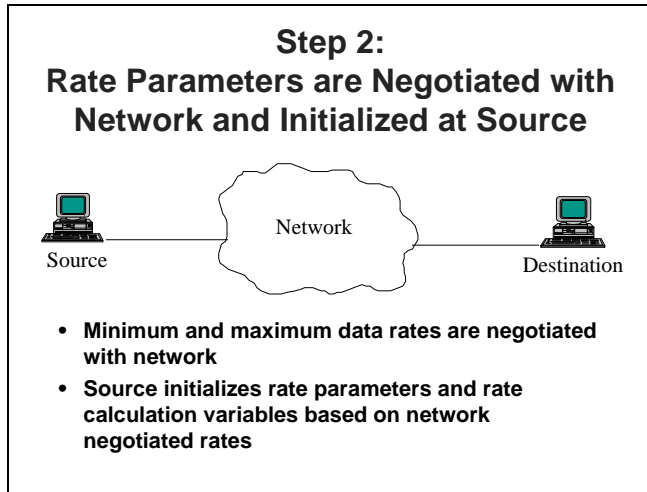 Step 2:
Rate Parameters are Negotiated with
Network and Initialized at Source
Network
Source
Destination
• Minimum and maximum data rates are negotiated
with network
• Source initializes rate parameters and rate
calculation variables based on network
negotiated rates